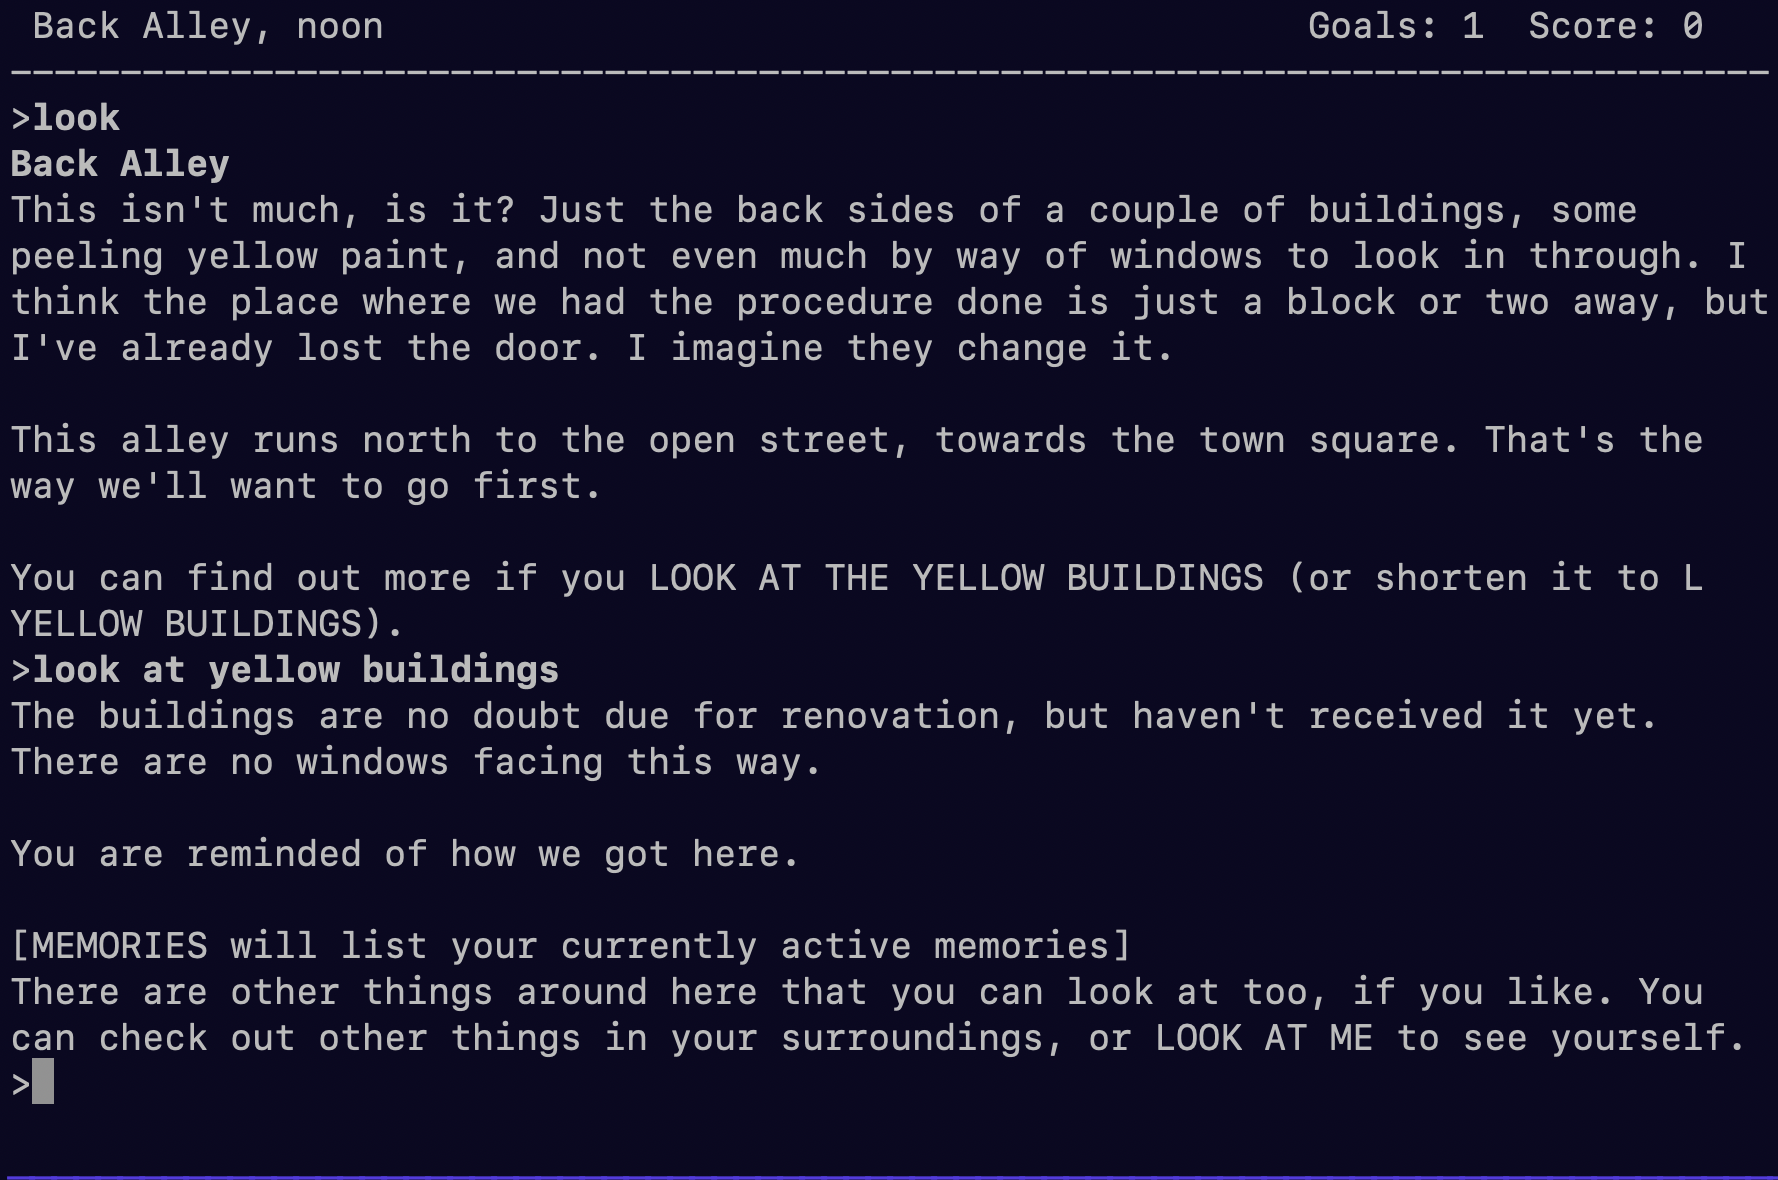 Back Alley, noon Goals: 1 Score: 0
--------------------------------------------------------------------------------
>look
Back Alley
This isn't much, is it? Just the back sides of a couple of buildings, some
peeling yellow paint, and not even much by way of windows to look in through. I
think the place where we had the procedure done is just a block or two away, but
I've already lost the door. I imagine they change it.
This alley runs north to the open street, towards the town square. That's the
way we'll want to go first.
You can find out more if you LOOK AT THE YELLOW BUILDINGS (or shorten it to L
YELLOW BUILDINGS).
>look at yellow buildings
The buildings are no doubt due for renovation, but haven't received it yet.
There are no windows facing this way.
You are reminded of how we got here.
[MEMORIES will list your currently active memories]
There are other things around here that you can look at too, if you like. You
can check out other things in your surroundings, or LOOK AT ME to see yourself.
>